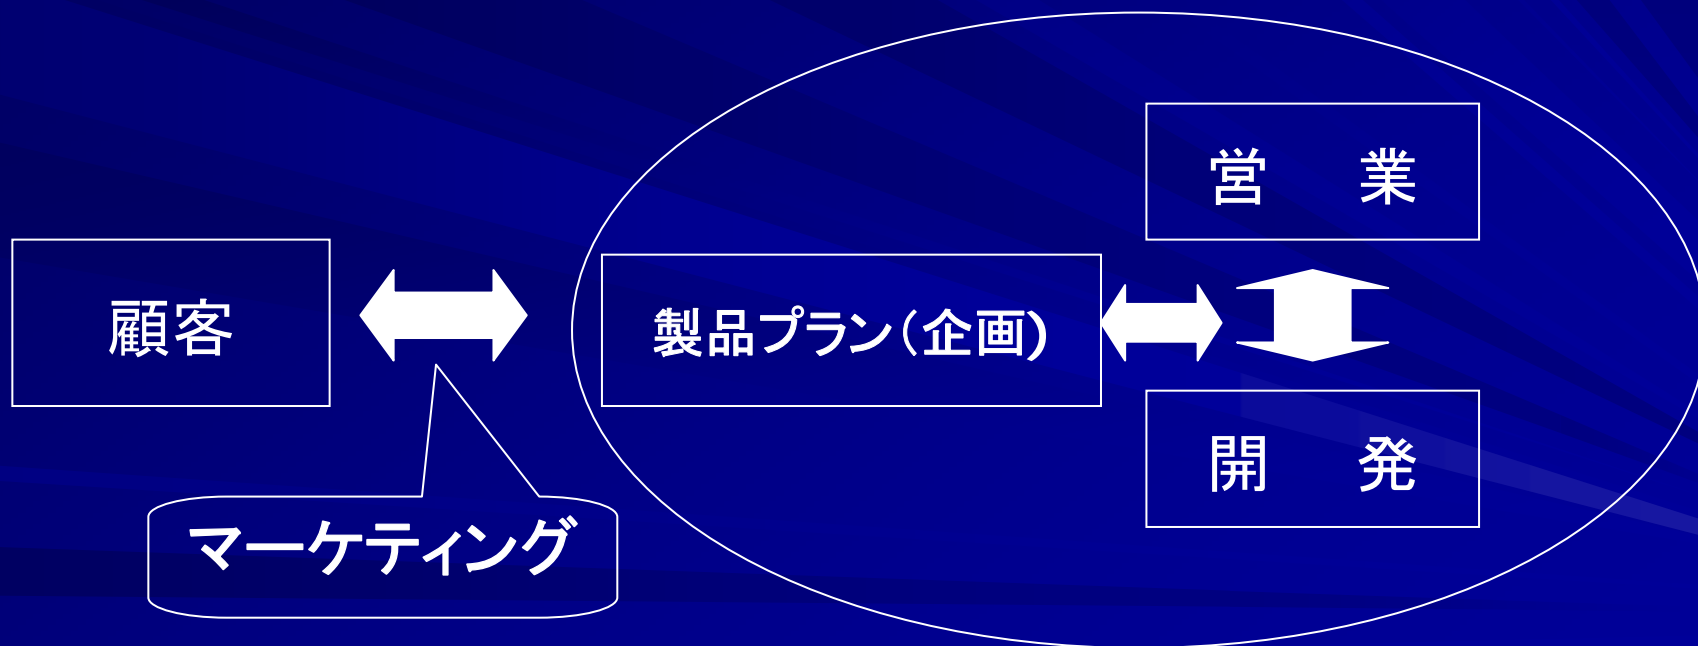 営　業
顧客
製品プラン（企画）
開　発
マーケティング